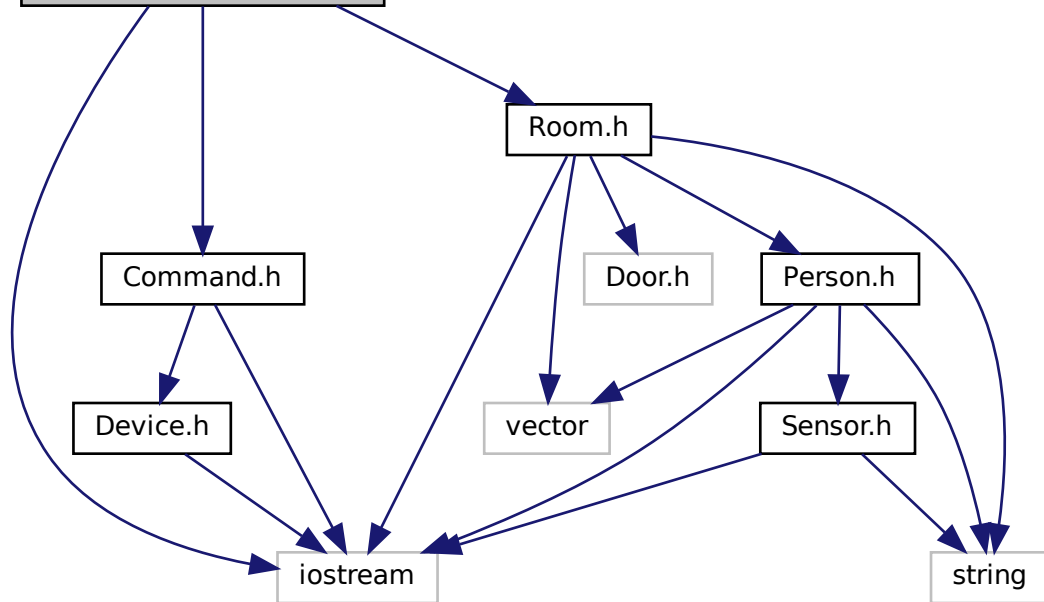 Room.h
Command.h
Door.h
Person.h
Device.h
vector
Sensor.h
iostream
string